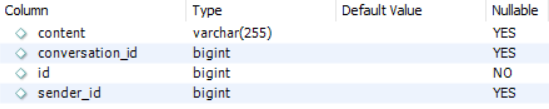 Column Type Default Value Nullable
content varchar(255) YES
conversation_id bigint YES
id bigint NO
sender_id bigint YES